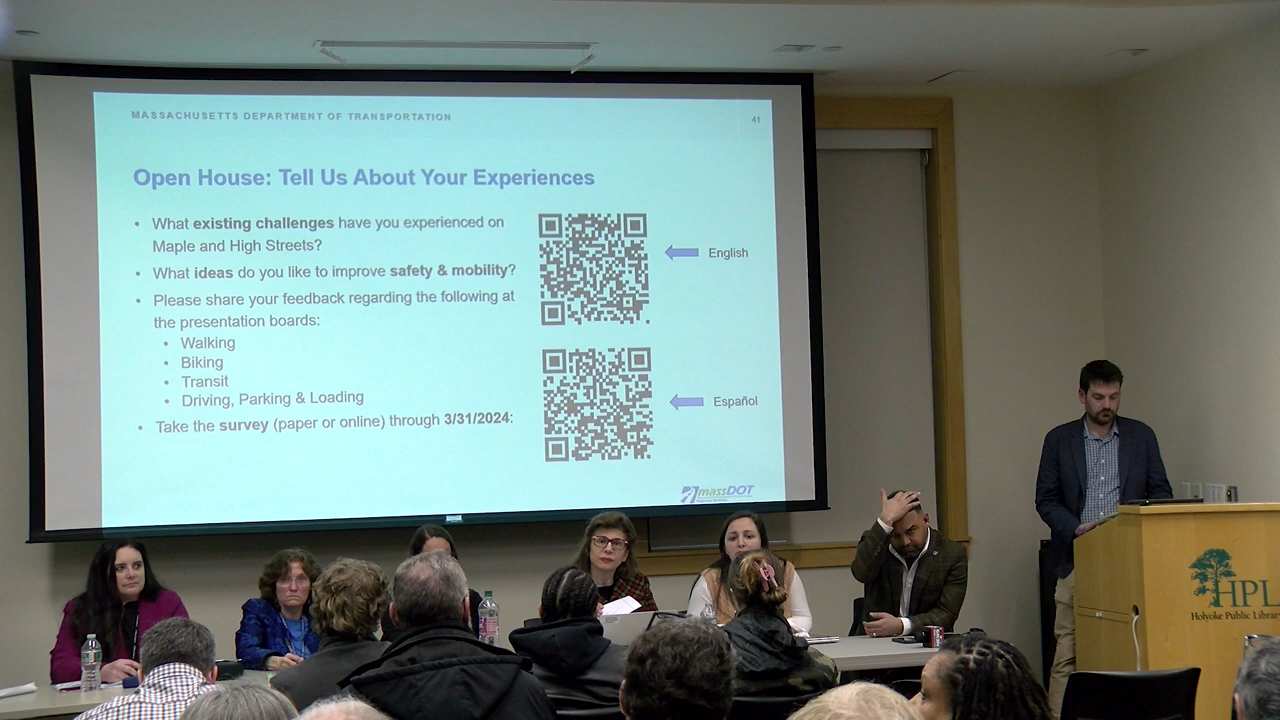 MASSACHUSETTS DEPARTMENT OF TRANSPORTATION
41
Open House: Tell Us About Your Experiences
• What existing challenges have you experienced on
Maple and High Streets?
• What ideas do you like to improve safety & mobility?
• Please share your feedback regarding the following at
the presentation boards:
• Walking
• Biking
• Transit
• Driving, Parking & Loading
• Take the survey (paper or online) through 3/31/2024:
English
Español
massDOT
HPL
Holyoke Public Library